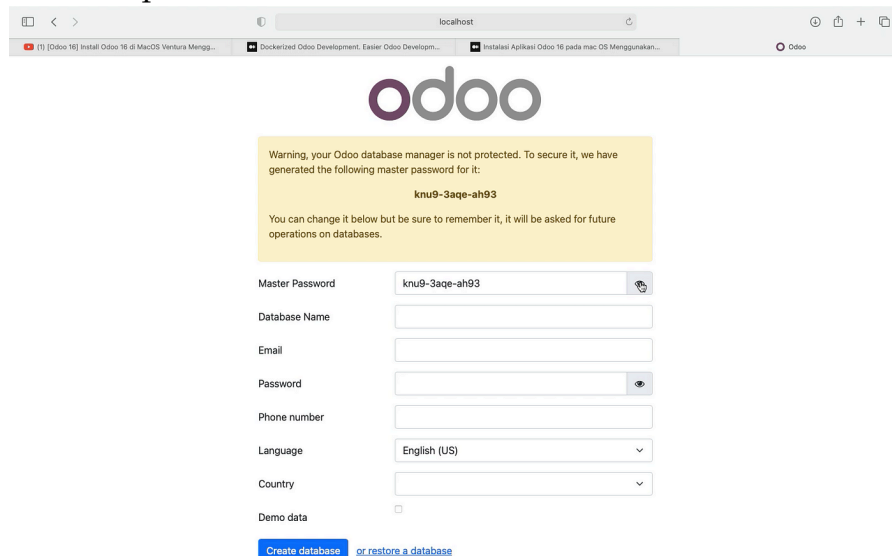 localhost
(1) [Odoo 16] Install Odoo 16 di MacOS Ventura Mengg...
Dockerized Odoo Development. Easier Odoo Developm...
Instalasi Aplikasi Odoo 16 pada mac OS Menggunakan...
Odoo
odoo
Warning, your Odoo database manager is not protected. To secure it, we have
generated the following master password for it:
knu9-3aqe-ah93
You can change it below but be sure to remember it, it will be asked for future
operations on databases.
Master Password knu9-3aqe-ah93
Database Name
Email
Password
Phone number
Language English (US)
Country
Demo data
Create database or restore a database